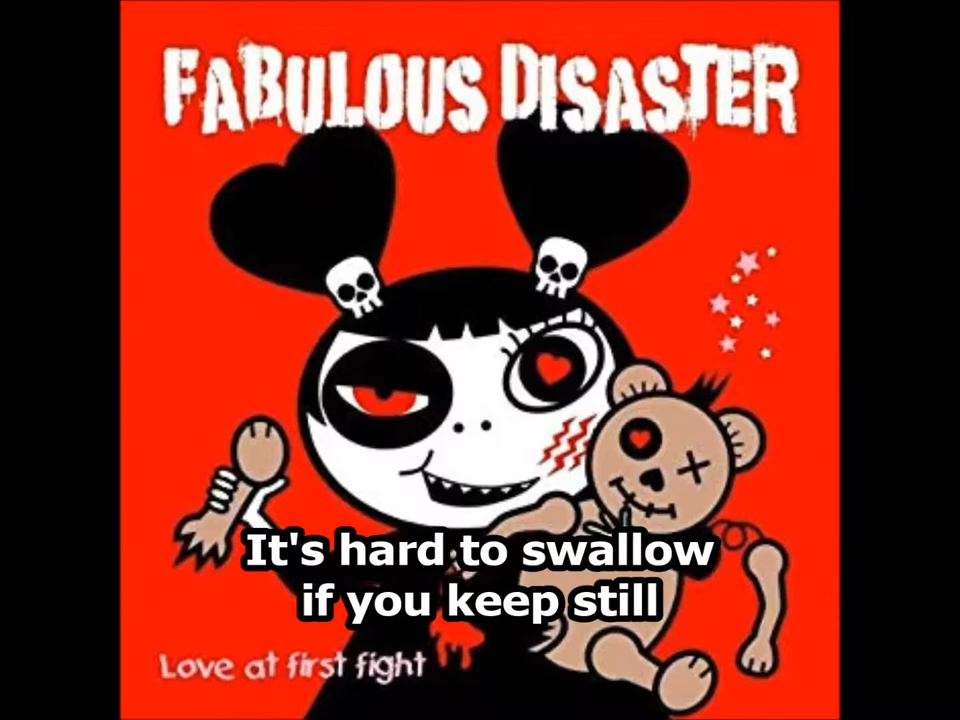 FABULOUS DISASTER
It's hard to swallow
if you keep still
Love at first fight